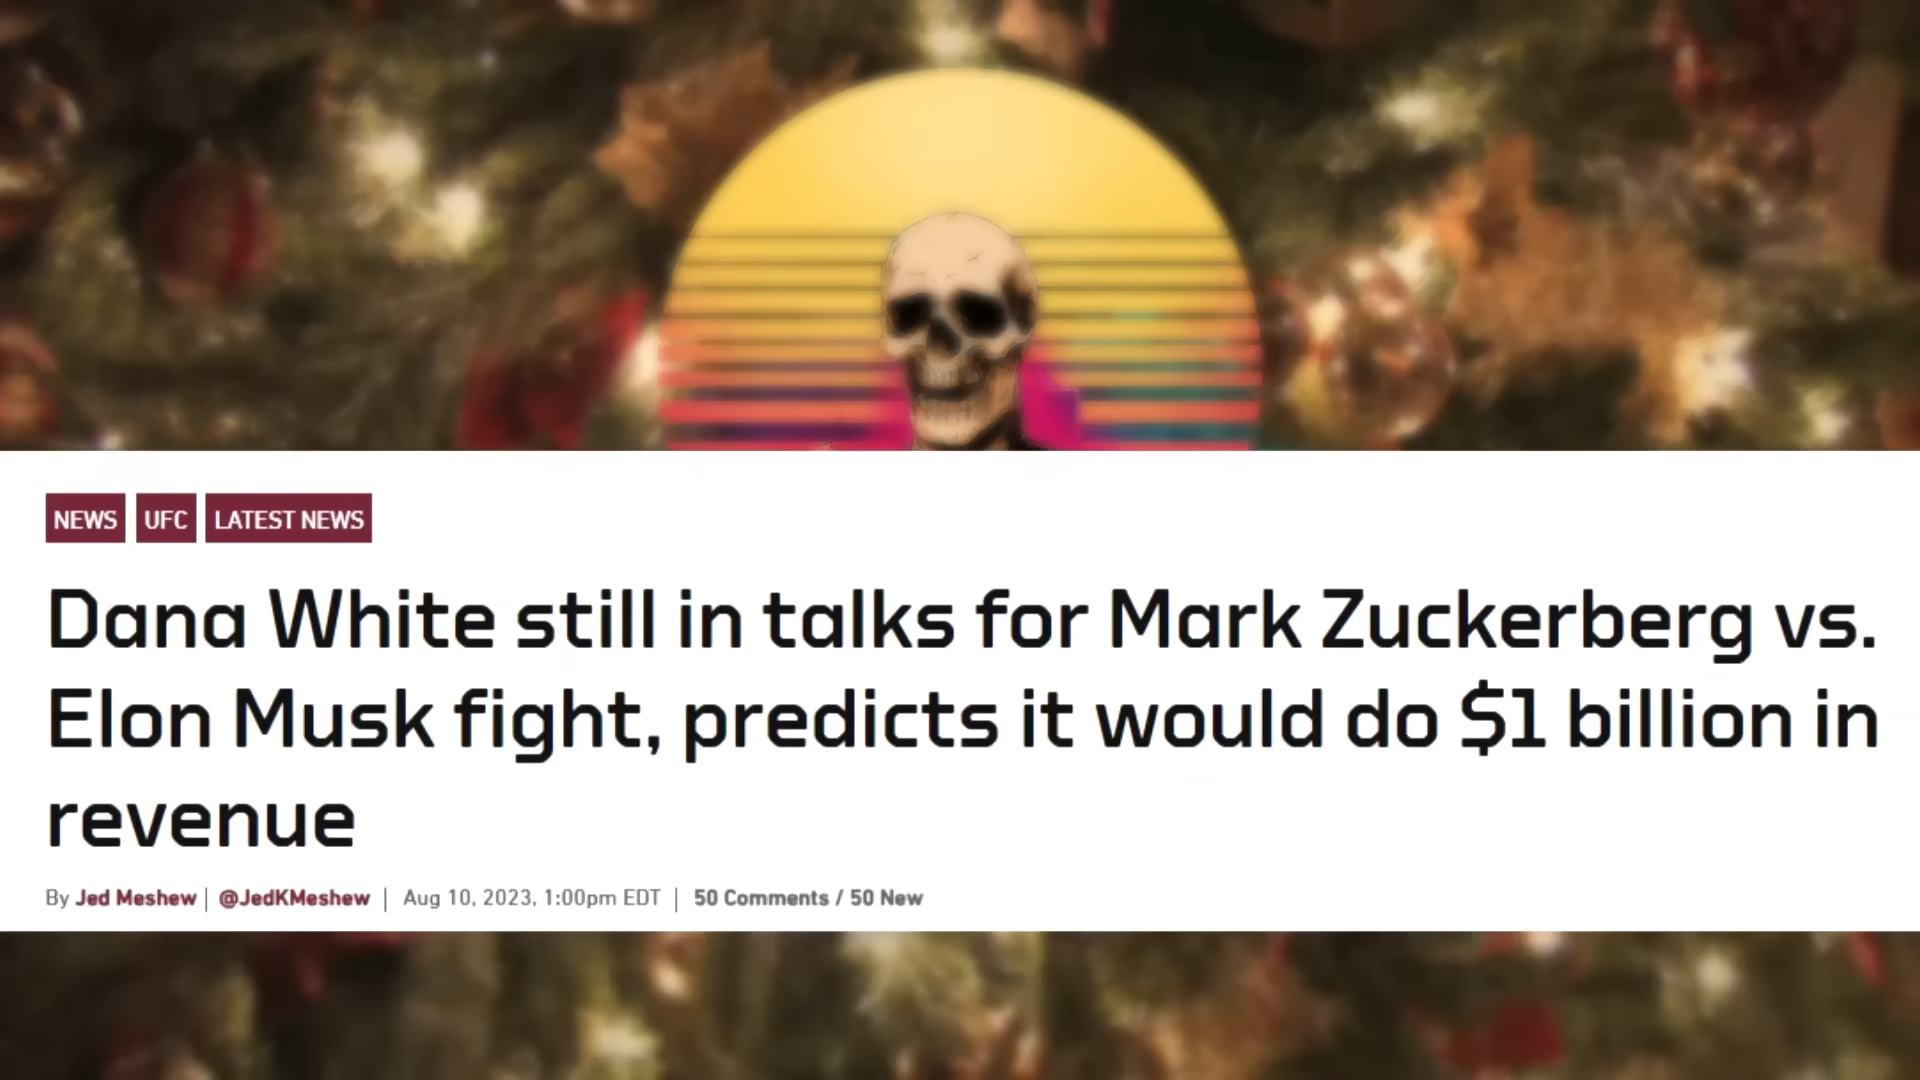 NEWS UFC LATEST NEWS
Dana White still in talks for Mark Zuckerberg vs.
Elon Musk fight, predicts it would do $1 billion in
revenue
By Jed Meshew | @JedKMeshew | Aug 10, 2023, 1:00pm EDT | 50 Comments / 50 New